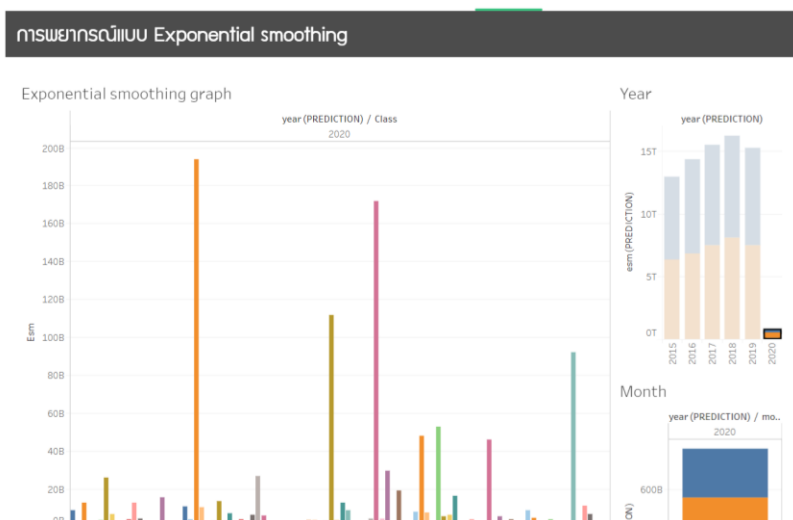 การพยากรณ์แบบ Exponential smoothing
Exponential smoothing graph
year (PREDICTION) / Class
2020
200B
180B
160B
140B
120B
100B
80B
60B
40B
20B
0B
Esm
Year
year (PREDICTION)
15T
10T
5T
0T
esm (PREDICTION)
2015
2016
2017
2018
2019
2020
Month
year (PREDICTION) / mo..
2020
600B